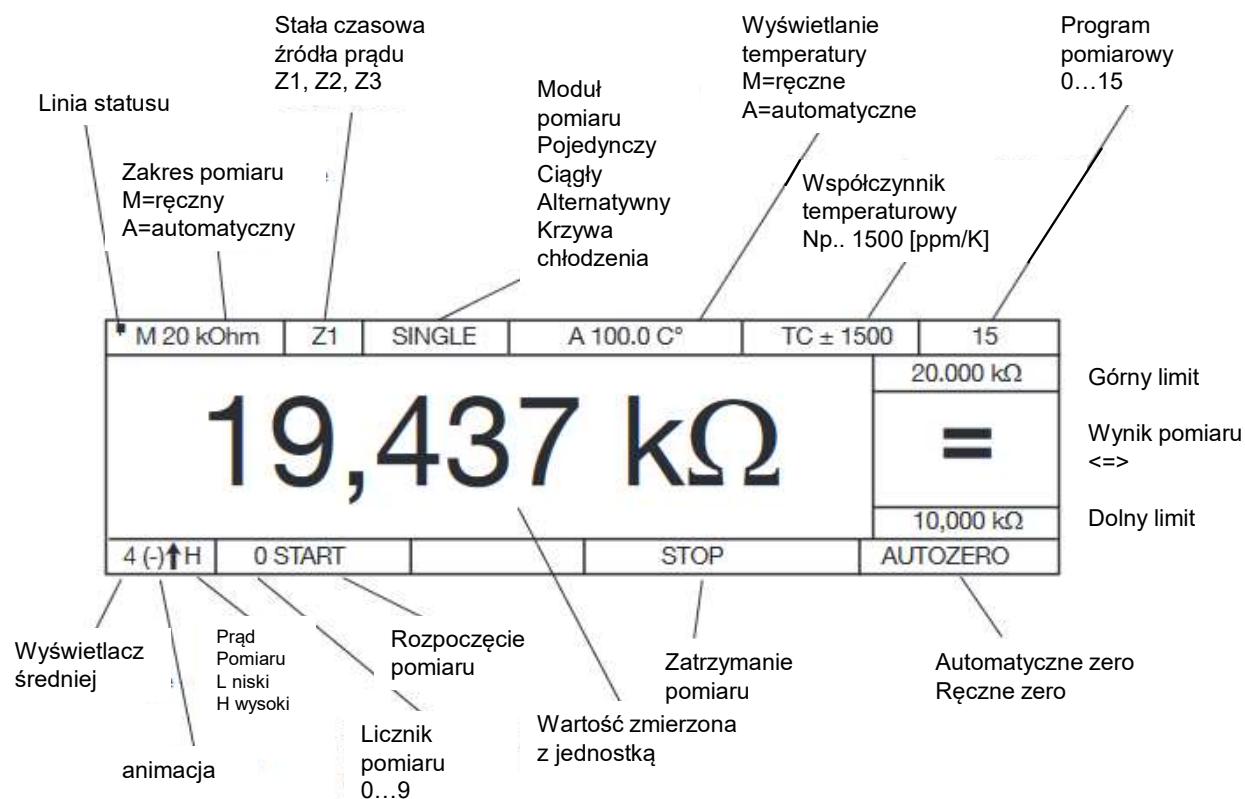 Stała czasowa
źródła prądu
Z1, Z2, Z3
Wyświetlanie
temperatury
M=ręczne
A=automatyczne
Program
pomiarowy
0…15
Linia statusu
Moduł
pomiaru
Pojedynczy
Ciągły
Alternatywny
Krzywa
chłodzenia
Zakres pomiaru
M=ręczny
A=automatyczny
Współczynnik
temperaturowy
Np.. 1500 [ppm/K]
M 20 kOhm Z1 SINGLE A 100.0 C° TC ± 1500 15
20.000 kΩ
Górny limit
19,437 kΩ
=
Wynik pomiaru
<=>
10,000 kΩ
Dolny limit
4 (-)↑H 0 START STOP AUTOZERO
Wyświetlacz
średniej
Prąd
Pomiaru
L niski
H wysoki
Rozpoczęcie
pomiaru
Zatrzymanie
pomiaru
Automatyczne zero
Ręczne zero
animacja
Licznik
pomiaru
0…9
Wartość zmierzona
z jednostką